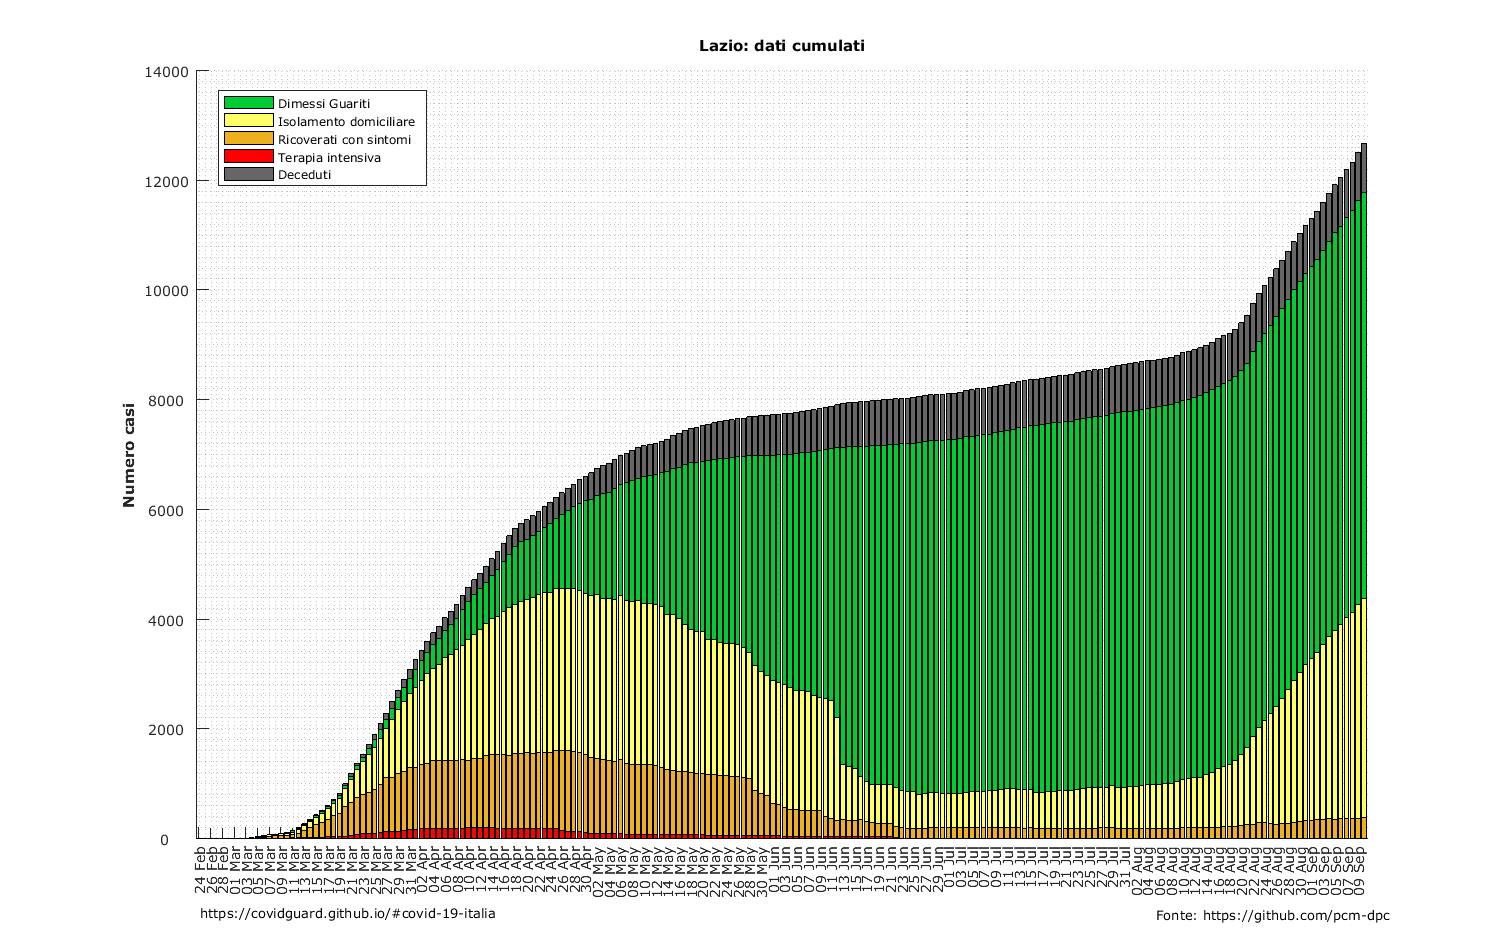 Lazio: dati cumulati
14000
12000
10000
8000
6000
4000
2000
0
Numero casi
Dimessi Guariti
Isolamento domiciliare
Ricoverati con sintomi
Terapia intensiva
Deceduti
24 Feb
26 Feb
28 Feb
01 Mar
03 Mar
05 Mar
07 Mar
09 Mar
11 Mar
13 Mar
15 Mar
17 Mar
19 Mar
21 Mar
23 Mar
25 Mar
27 Mar
29 Mar
31 Mar
02 Apr
04 Apr
06 Apr
08 Apr
10 Apr
12 Apr
14 Apr
16 Apr
18 Apr
20 Apr
22 Apr
24 Apr
26 Apr
28 Apr
30 Apr
02 May
04 May
06 May
08 May
10 May
12 May
14 May
16 May
18 May
20 May
22 May
24 May
26 May
28 May
30 May
01 Jun
03 Jun
05 Jun
07 Jun
09 Jun
11 Jun
13 Jun
15 Jun
17 Jun
19 Jun
21 Jun
23 Jun
25 Jun
27 Jun
29 Jun
01 Jul
03 Jul
05 Jul
07 Jul
09 Jul
11 Jul
13 Jul
15 Jul
17 Jul
19 Jul
21 Jul
23 Jul
25 Jul
27 Jul
29 Jul
31 Jul
02 Aug
04 Aug
06 Aug
08 Aug
10 Aug
12 Aug
14 Aug
16 Aug
18 Aug
20 Aug
22 Aug
24 Aug
26 Aug
28 Aug
30 Aug
01 Sep
03 Sep
05 Sep
07 Sep
09 Sep
https://covidguard.github.io/#covid-19-italia
Fonte: https://github.com/pcm-dpc